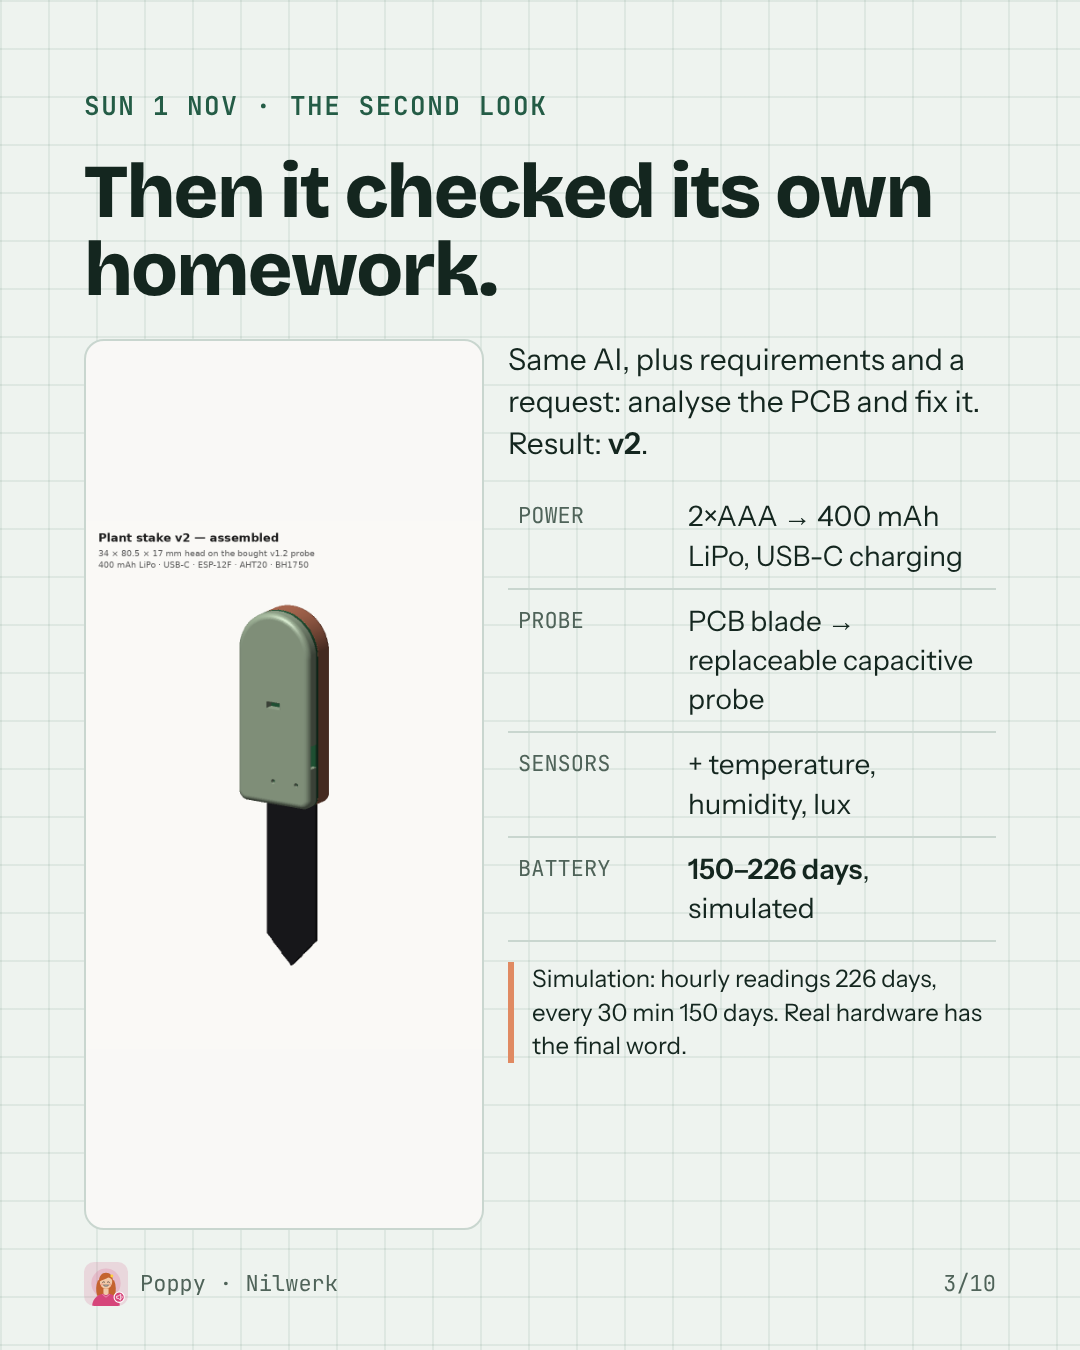 SUN 1 NOV · THE SECOND LOOK
Then it checked its own
homework.
Plant stake v2 — assembled
34 × 80.5 × 17 mm head on the bought v1.2 probe
400 mAh LiPo · USB-C · ESP-12F · AHT20 · BH1750
Same AI, plus requirements and a
request: analyse the PCB and fix it.
Result: v2.
POWER 2×AAA → 400 mAh
LiPo, USB-C charging
PROBE PCB blade →
replaceable capacitive
probe
SENSORS + temperature,
humidity, lux
BATTERY 150–226 days,
simulated
Simulation: hourly readings 226 days,
every 30 min 150 days. Real hardware has
the final word.
Poppy · Nilwerk 3/10